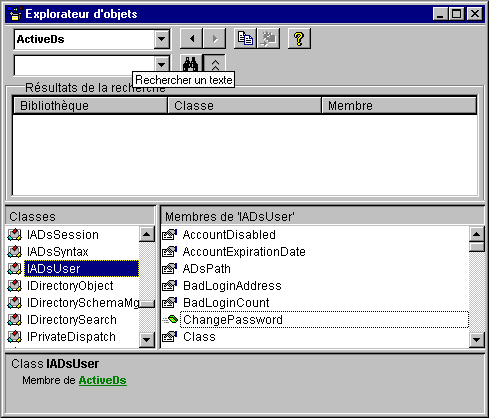 Explorateur d'objets
ActiveDs
Rechercher un texte
Résultats de la recherche
Bibliothèque Classe Membre
Classes Membres de 'IADsUser'
IADsSession AccountDisabled
IADsSyntax AccountExpirationDate
IADsUser ADsPath
IDirectoryObject BadLoginAddress
IDirectorySchemaMg BadLoginCount
IDirectorySearch ChangePassword
IPrivateDispatch Class
Class IADsUser
Membre de ActiveDs